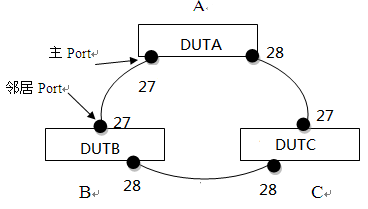 A
DUTA
主 Port
28
27
邻居 Port
27
27
DUTB
DUTC
28
28
B
C